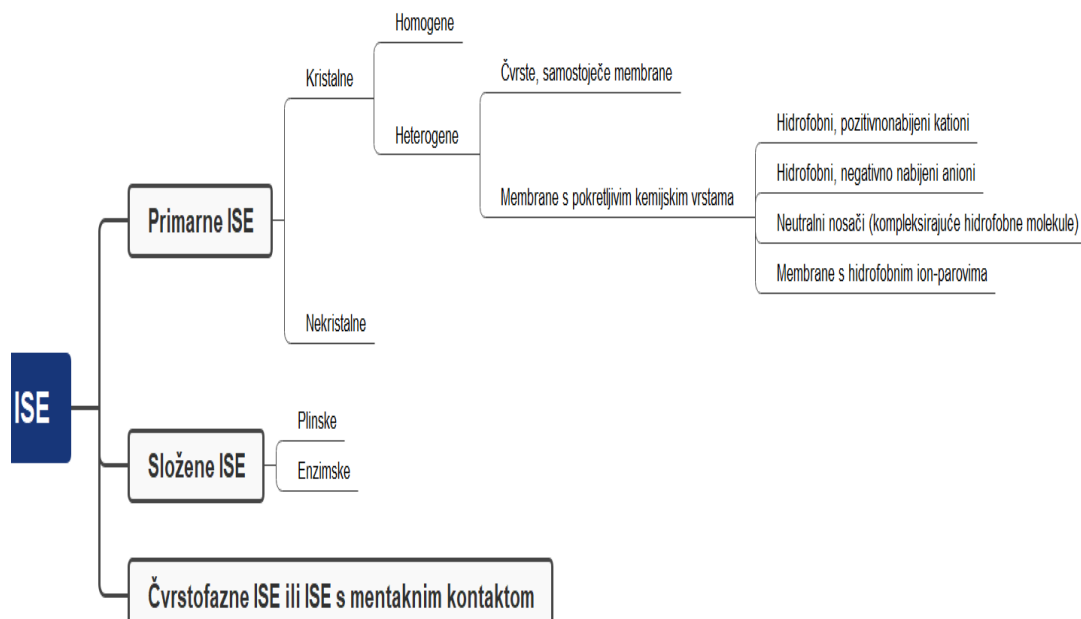 ISE
Primarne ISE
Kristalne
Homogene
Heterogene
Čvrste, samostoječe membrane
Membrane s pokretljivim kemijskim vrstama
Hidrofobni, pozitivnonabijeni kationi
Hidrofobni, negativno nabijeni anioni
Neutralni nosači (kompleksirajuće hidrofobne molekule)
Membrane s hidrofobnim ion-parovima
Nekristalne
Složene ISE
Plinske
Enzimske
Čvrstofazne ISE ili ISE s mentaknim kontaktom